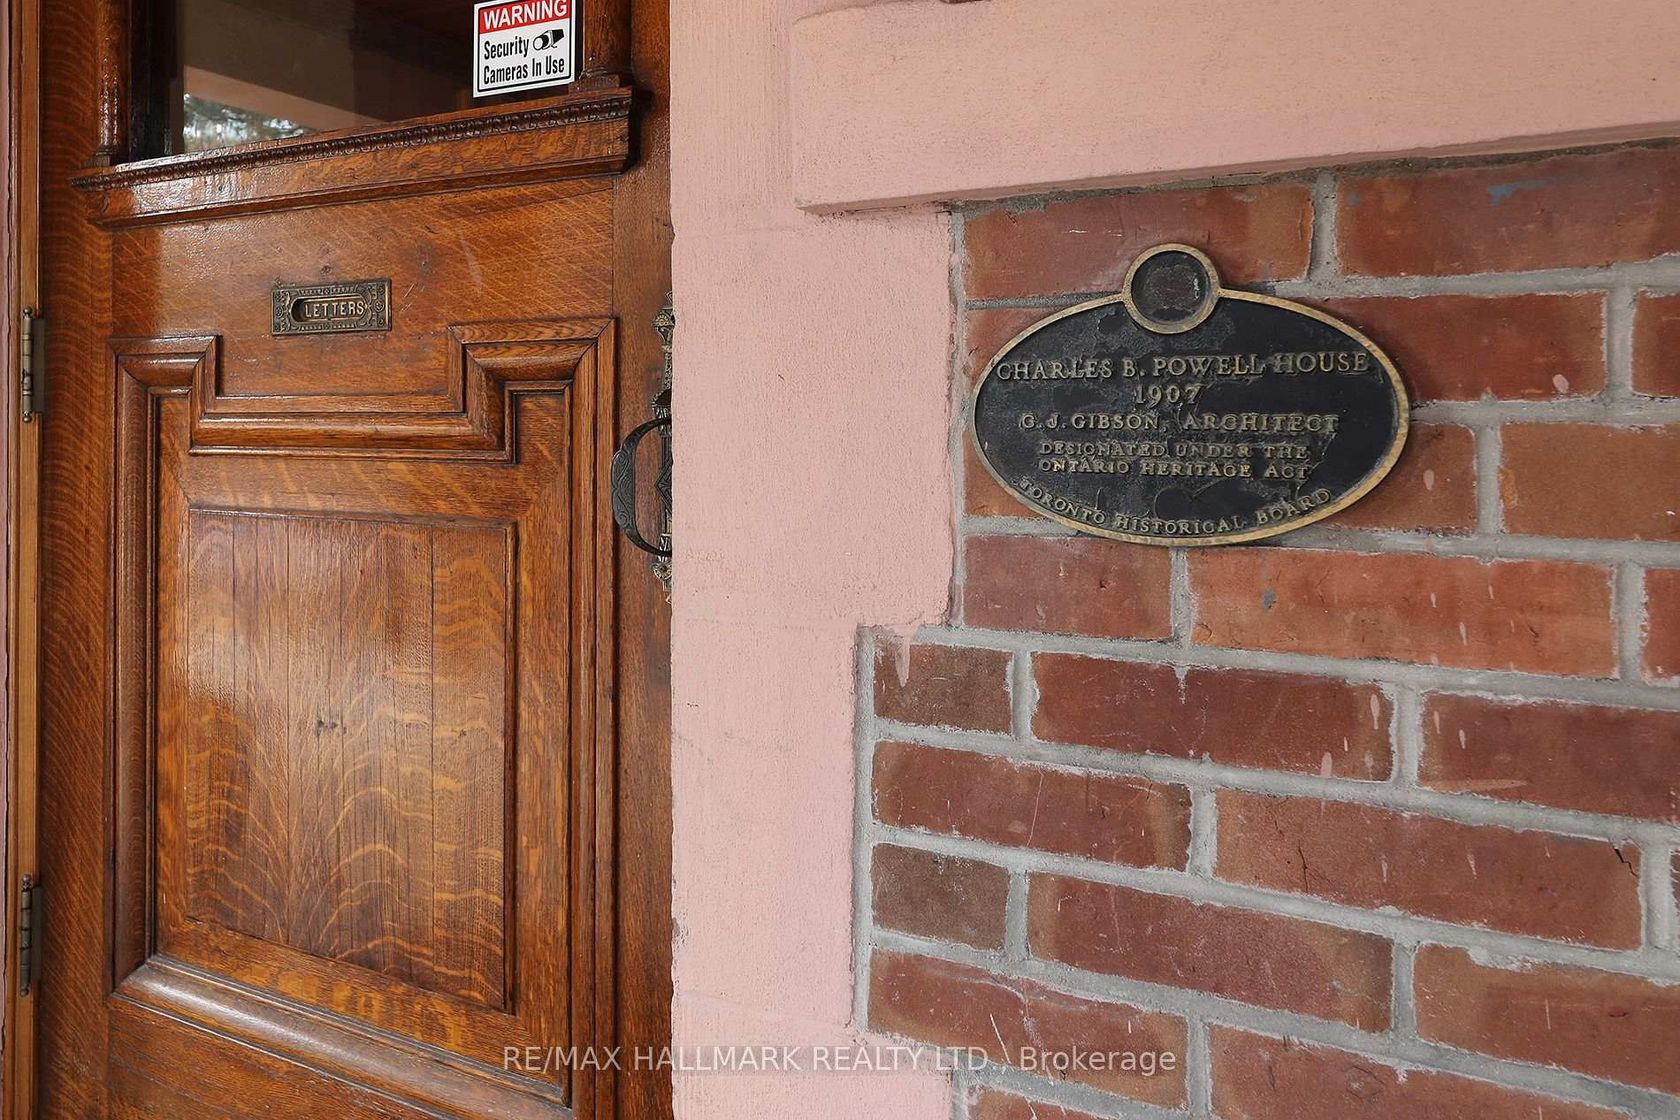 WARNING
Security
Cameras In Use
LETTERS
CHARLES B. POWELL HOUSE
1907
G. J. GIBSON, ARCHITECT
DESIGNATED UNDER THE
ONTARIO HERITAGE ACT
TORONTO HISTORICAL BOARD
RE/MAX HALLMARK REALTY LTD., Brokerage